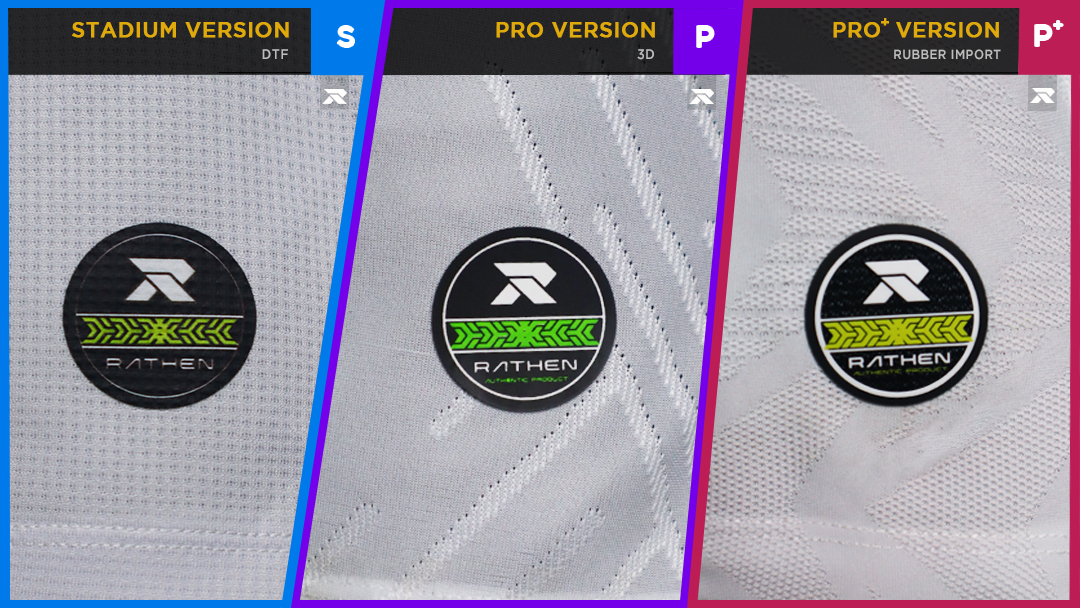 STADIUM VERSION
DTF
S
RATHEN
PRO VERSION
3D
P
RATHEN
AUTHENTIC PRODUCT
PRO+ VERSION
RUBBER IMPORT
P+
RATHEN
AUTHENTIC PRODUCT